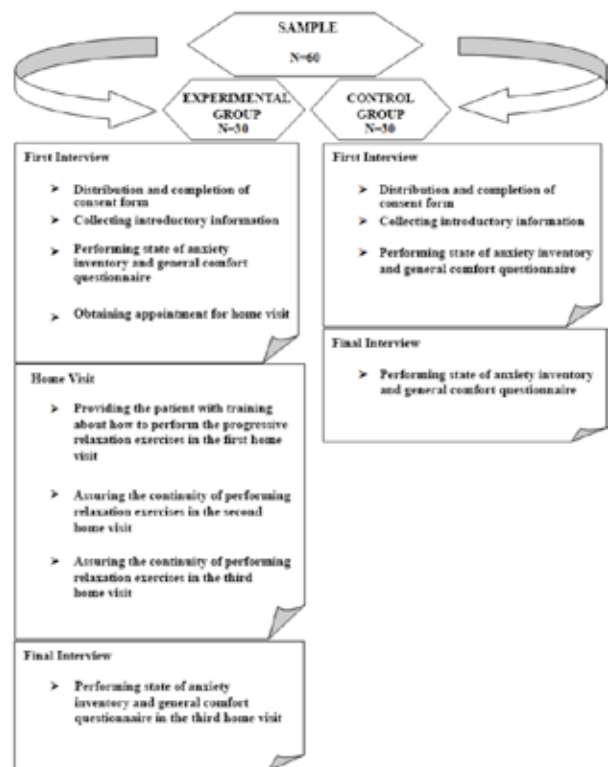 SAMPLE
N=60
EXPERIMENTAL
GROUP
N=30
CONTROL
GROUP
N=30
First Interview
➤ Distribution and completion of
consent form
➤ Collecting introductory information
➤ Performing state of anxiety
inventory and general comfort
questionnaire
➤ Obtaining appointment for home visit
Home Visit
➤ Providing the patient with training
about how to perform the progressive
relaxation exercises in the first home
visit
➤ Assuring the continuity of performing
relaxation exercises in the second
home visit
➤ Assuring the continuity of performing
relaxation exercises in the third
home visit
Final Interview
➤ Performing state of anxiety
inventory and general comfort
questionnaire in the third home visit
First Interview
➤ Distribution and completion of
consent form
➤ Collecting introductory information
➤ Performing state of anxiety inventory
and general comfort questionnaire
Final Interview
➤ Performing state of anxiety inventory
and general comfort questionnaire